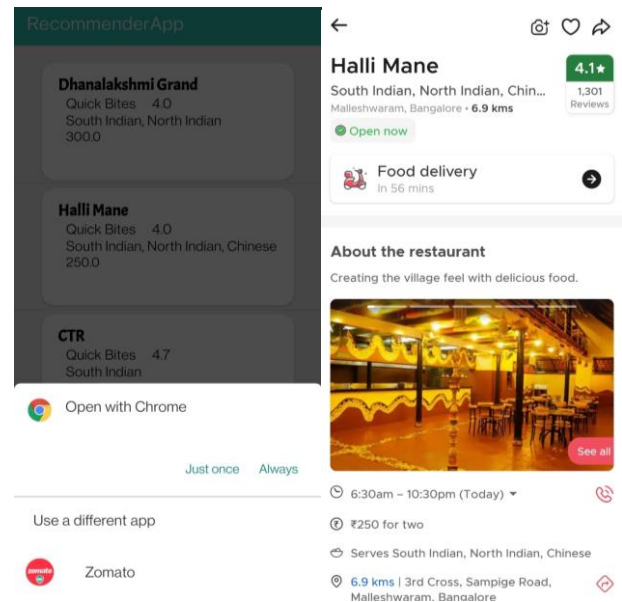 RecommenderApp
Dhanalakshmi Grand
Quick Bites 4.0
South Indian, North Indian
300.0
Halli Mane
Quick Bites 4.0
South Indian, North Indian, Chinese
250.0
CTR
Quick Bites 4.7
South Indian
Open with Chrome
Just once Always
Use a different app
zomato
Zomato
Halli Mane
4.1★
South Indian, North Indian, Chin...
1,301
Malleshwaram, Bangalore • 6.9 kms
Reviews
Open now
Food delivery
In 56 mins
About the restaurant
Creating the village feel with delicious food.
See all
6:30am – 10:30pm (Today)
₹250 for two
Serves South Indian, North Indian, Chinese
6.9 kms | 3rd Cross, Sampige Road,
Malleshwaram, Bangalore